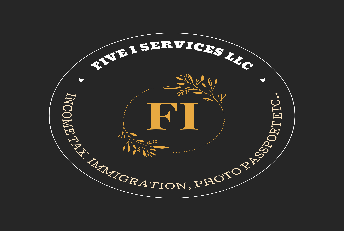 FIVE I SERVICES LLC
FI
INCOME TAX IMMIGRATION, PHOTO PASSPORT ETC..